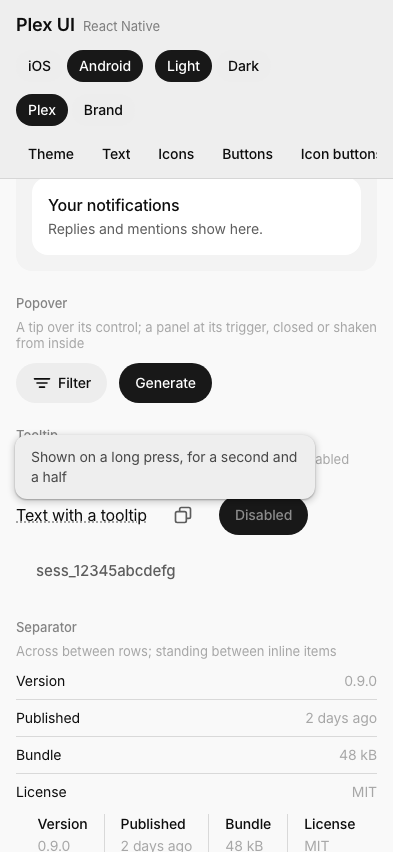 Plex UI React Native
iOS Android Light Dark
Plex Brand
Theme Text Icons Buttons Icon buttons
Your notifications
Replies and mentions show here.
Popover
A tip over its control; a panel at its trigger, closed or shaken
from inside
Filter Generate
Tooltip
Shown on a long press, for a second and
a half
Text with a tooltip Disabled
sess_12345abcdefg
Separator
Across between rows; standing between inline items
Version 0.9.0
Published 2 days ago
Bundle 48 kB
License MIT
Version Published Bundle License
0.9.0 2 days ago 48 kB MIT